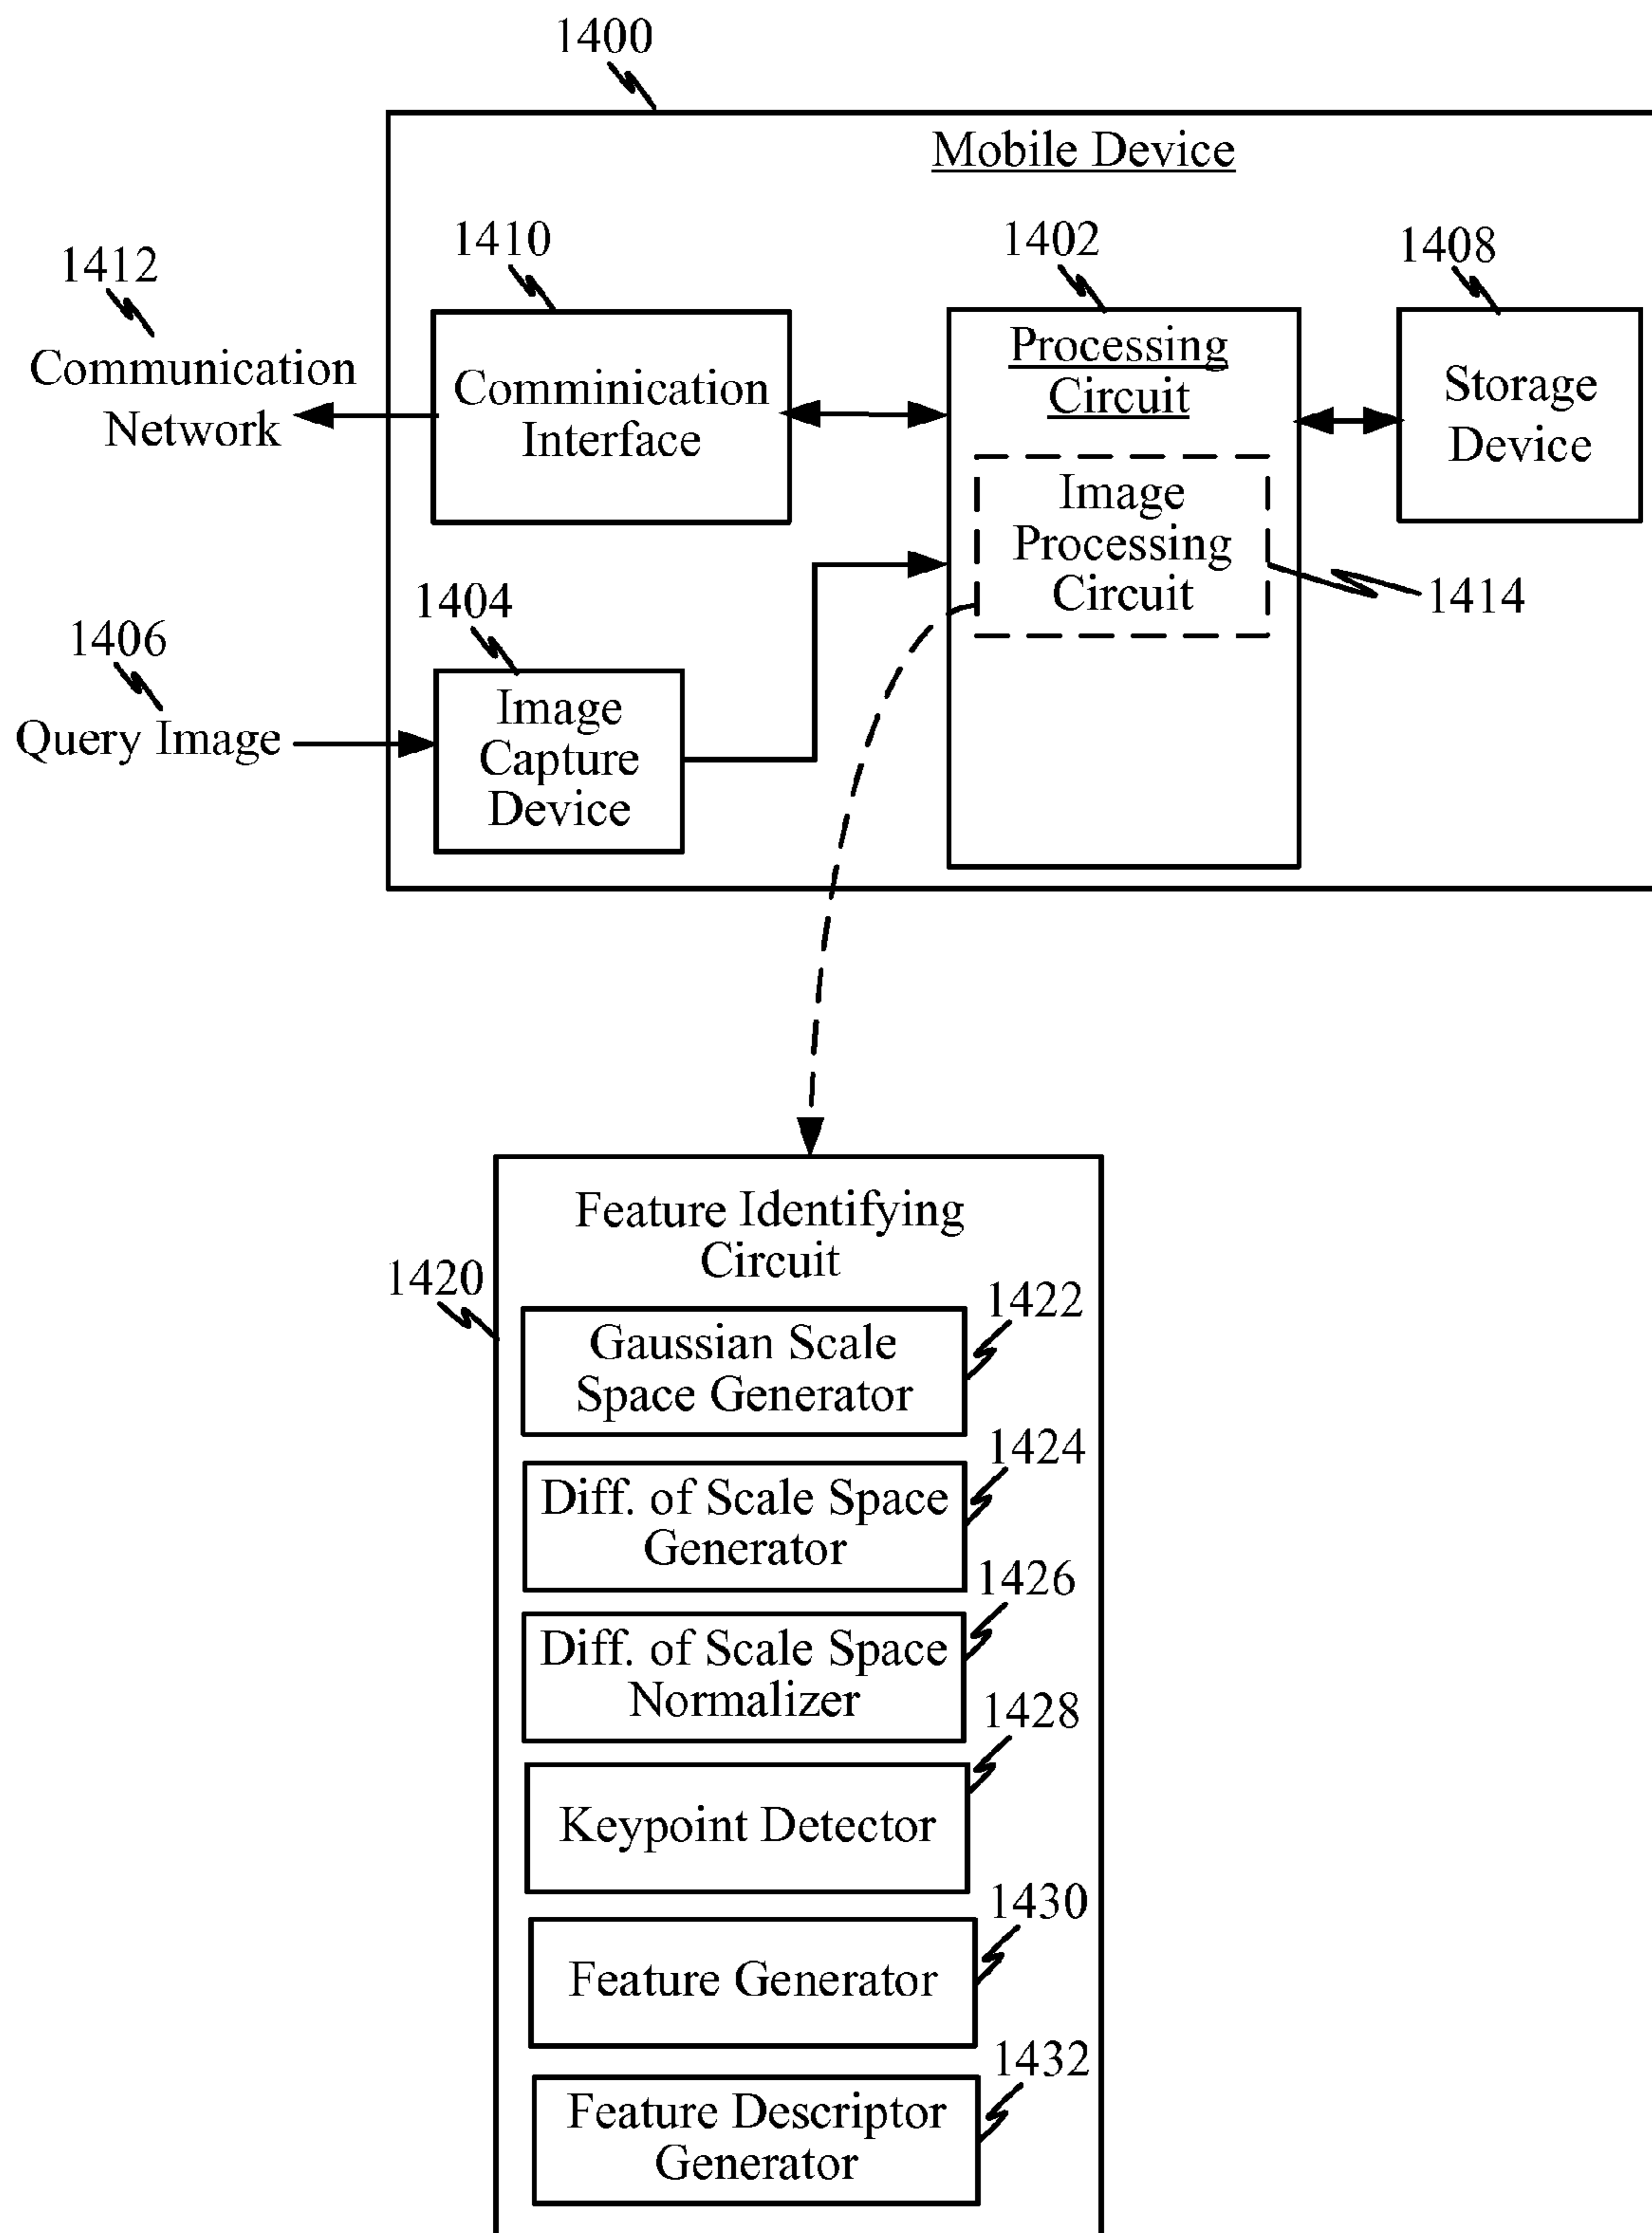 1400
Mobile Device
1410
1402
1408
1412
Communication
Network
Comminication
Interface
Processing
Circuit
Storage
Device
Image
Processing
Circuit
1414
1404
1406
Query Image
Image
Capture
Device
Feature Identifying
Circuit
1420
1422
Gaussian Scale
Space Generator
1424
Diff. of Scale Space
Generator
1426
Diff. of Scale Space
Normalizer
1428
Keypoint Detector
1430
Feature Generator
1432
Feature Descriptor
Generator